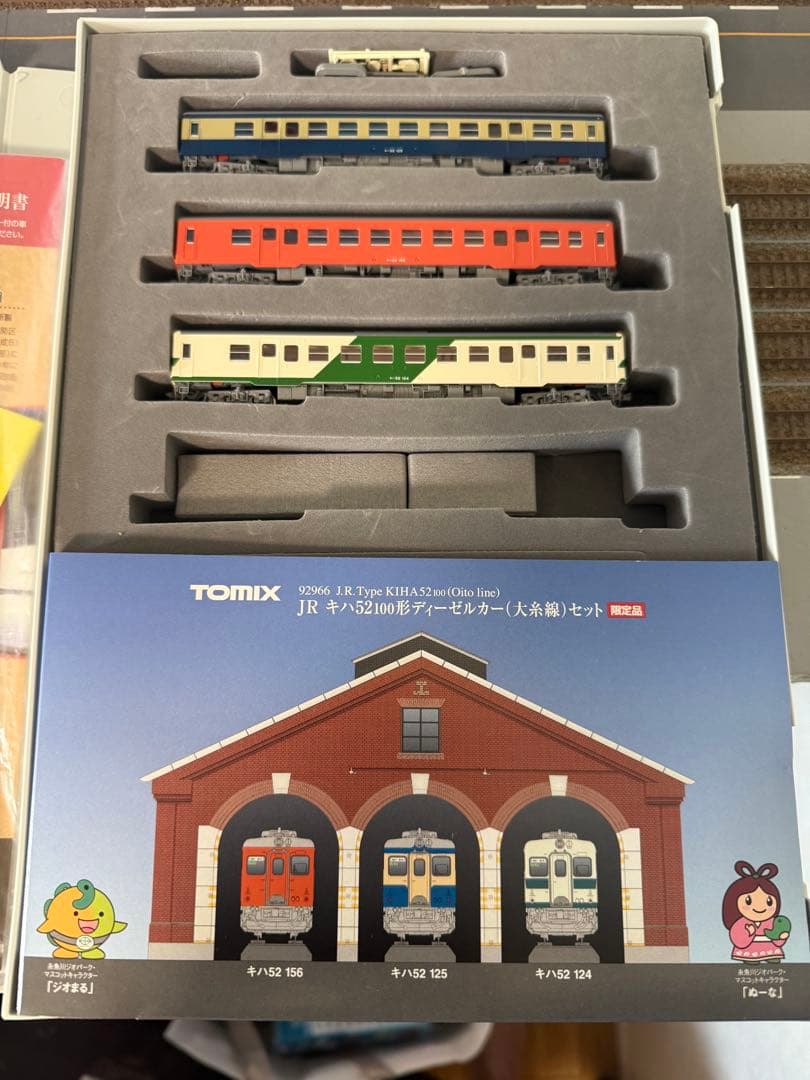 明書
TOMIX
92966 J.R.Type KIHA52100(Oito line)
JR キハ52100形ディーゼルカー(大糸線)セット 限定品
キハ52 156
キハ52 125
キハ52 124
糸魚川ジオパーク・
マスコットキャラクター
「ジオまる」
糸魚川ジオパーク・
マスコットキャラクター
「ぬーな」